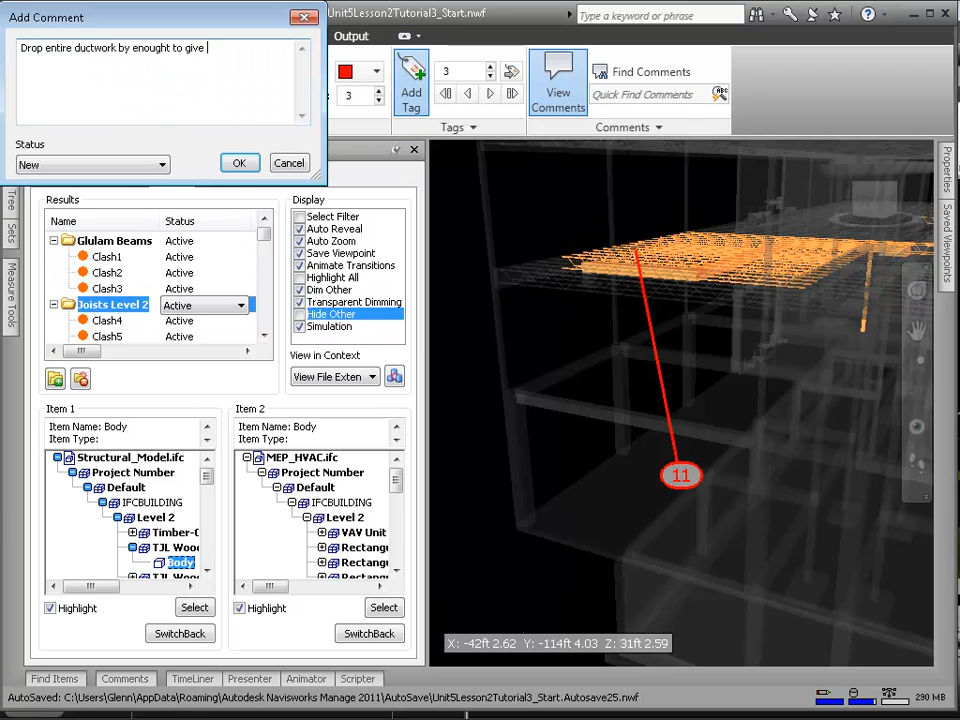 Add Comment
Unit5Lesson2Tutorial3_Start.nwf
Type a keyword or phrase
Drop entire ductwork by enought to give
Output
3
Find Comments
: 3
Add
Tag
View
Comments
Quick Find Comments
Tags
Comments
Status
New
OK
Cancel
Tree
Sets
Measure Tools
Properties
Saved Viewpoints
Results
Name
Status
Glulam Beams
Active
Clash1
Active
Clash2
Active
Clash3
Active
Joists Level 2
Active
Clash4
Active
Clash5
Active
Display
Select Filter
Auto Reveal
Auto Zoom
Save Viewpoint
Animate Transitions
Highlight All
Dim Other
Transparent Dimming
Hide Other
Simulation
View in Context
View File Exten
Item 1
Item Name: Body
Item Type:
Structural_Model.ifc
Project Number
Default
IFCBUILDING
Level 2
Timber-C
TJL Woo
Body
TJL Woo
Highlight
Select
SwitchBack
Item 2
Item Name: Body
Item Type:
MEP_HVAC.ifc
Project Number
Default
IFCBUILDING
Level 2
VAV Unit
Rectang
Rectang
Highlight
Select
SwitchBack
11
X: -42ft 2.62 Y: -114ft 4.03 Z: 31ft 2.59
Find Items
Comments
TimeLiner
Presenter
Animator
Scripter
AutoSaved: C:\Users\Glenn\AppData\Roaming\Autodesk Navisworks Manage 2011\AutoSave\Unit5Lesson2Tutorial3_Start.Autosave25.nwf
290 MB